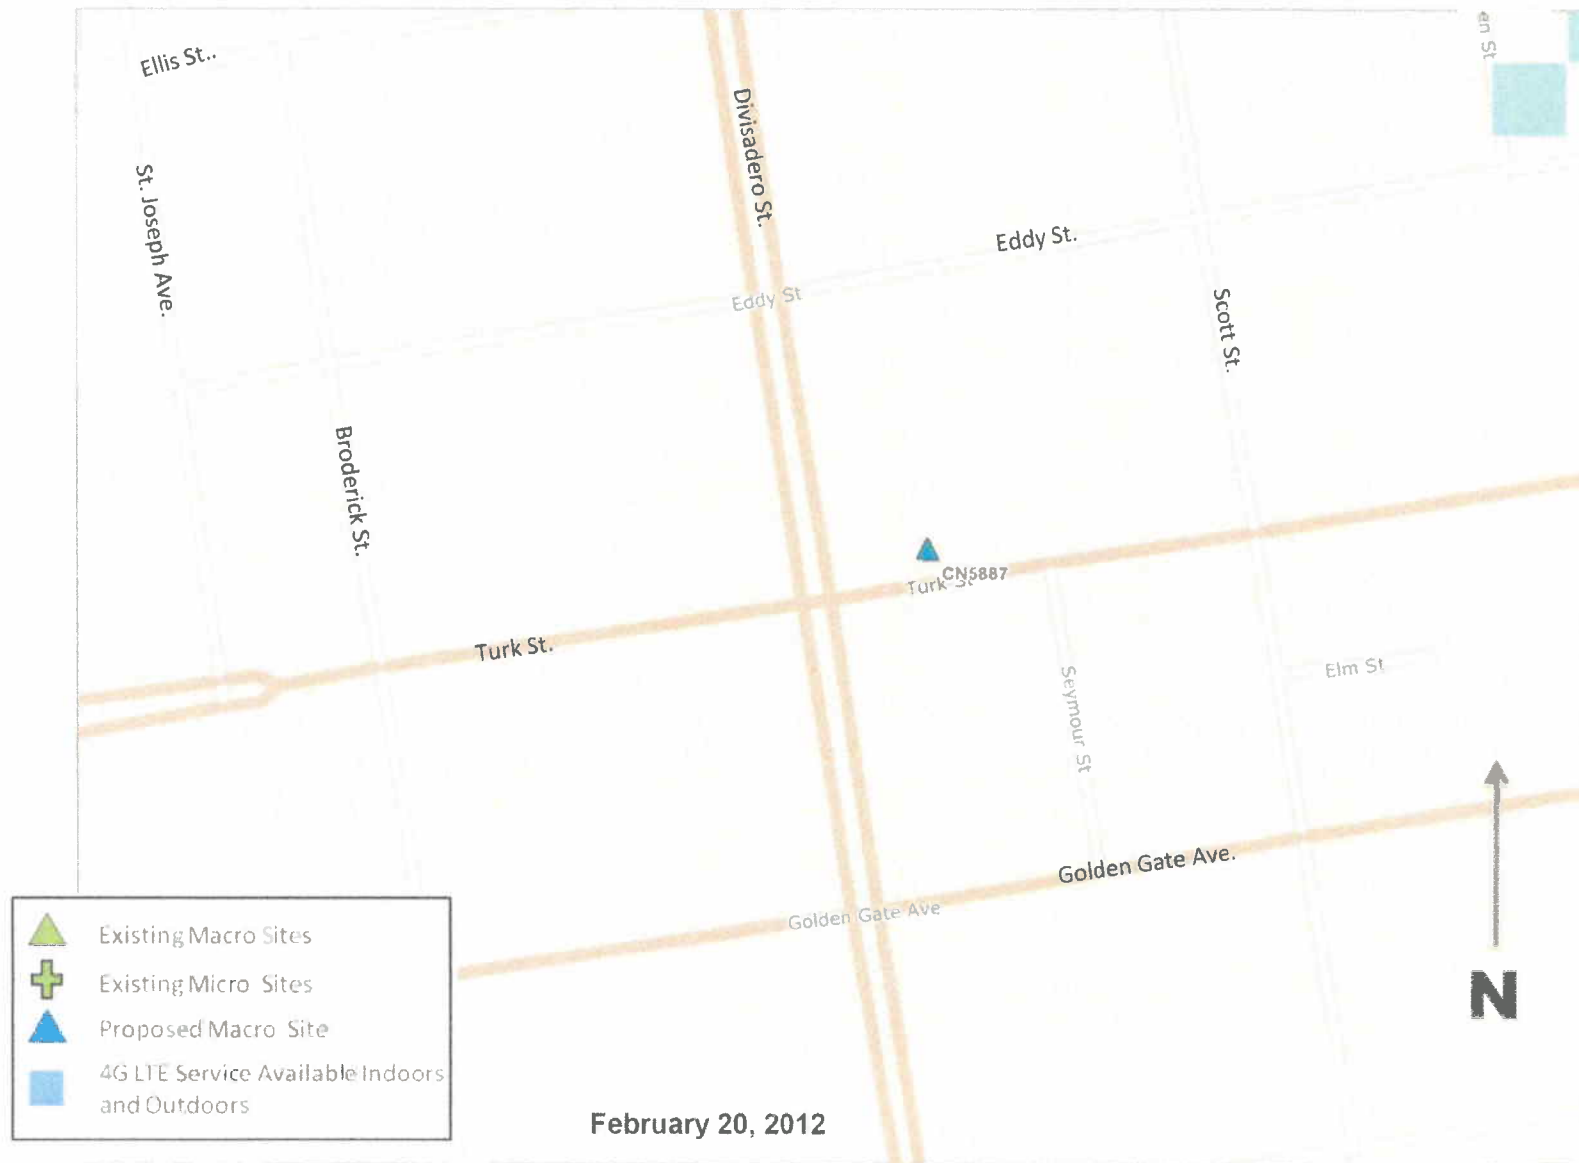 Ellis St..
en St
Divisadero St.
St. Joseph Ave.
Eddy St.
Eddy St
Scott St.
Broderick St.
CN5887
Turk St
Turk St.
Seymour St
Elm St
Golden Gate Ave.
Golden Gate Ave
N
Existing Macro Sites
Existing Micro Sites
Proposed Macro Site
4G LTE Service Available Indoors
and Outdoors
February 20, 2012